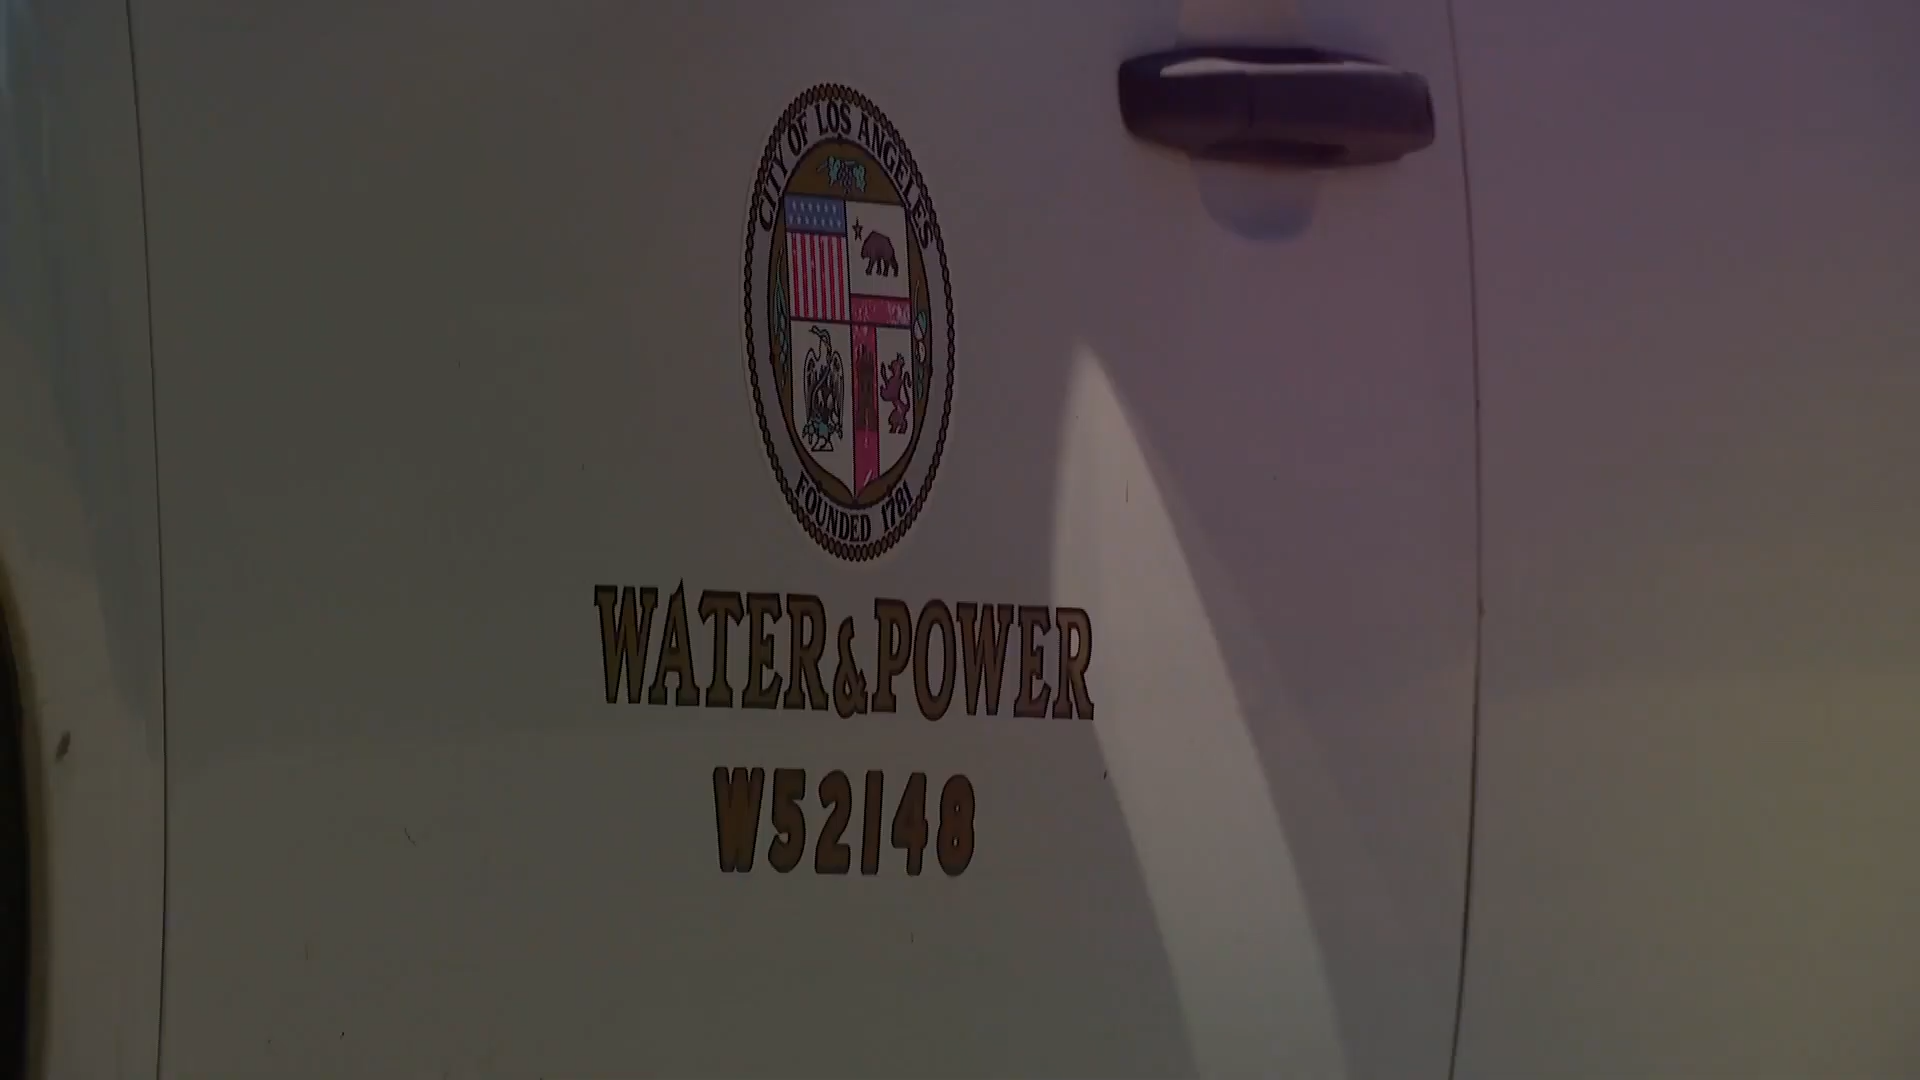 CITY OF LOS ANGELES
FOUNDED 1781
WATER & POWER
W52148